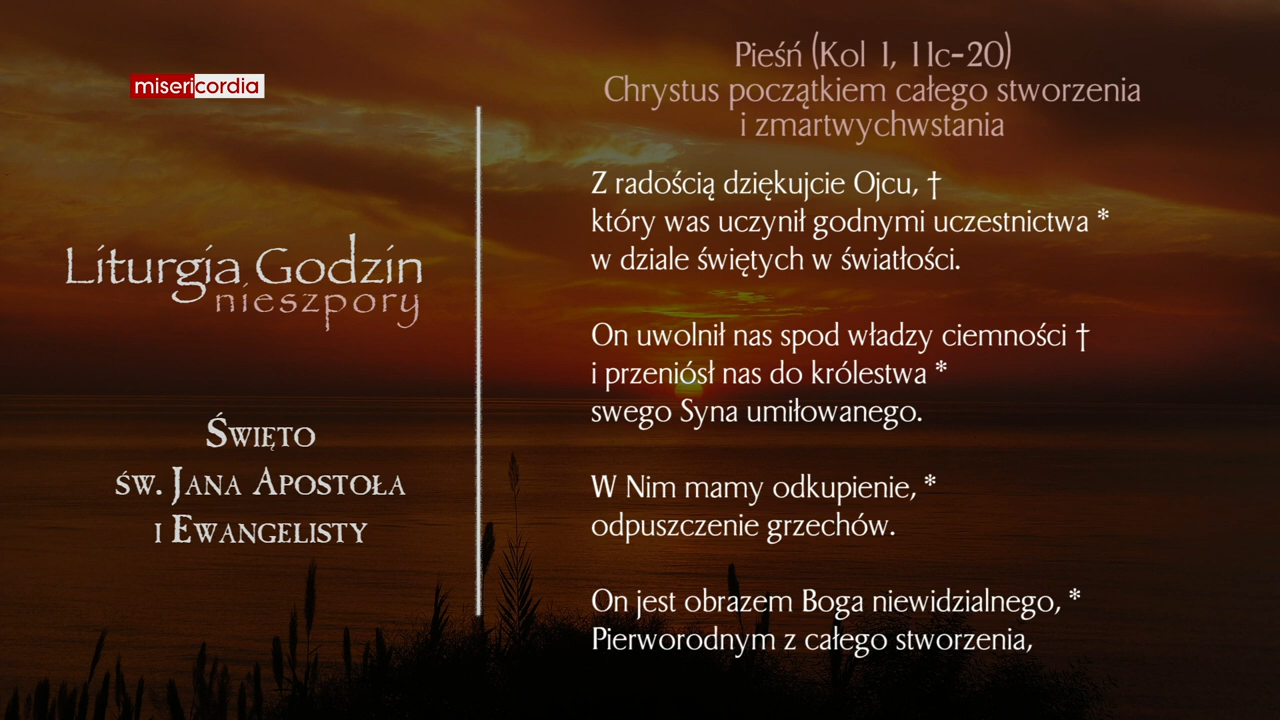 misericordia
Liturgia Godzin
nieszpory
Święto
św. Jana Apostoła
i Ewangelisty
Pieśń (Kol 1, 11c-20)
Chrystus początkiem całego stworzenia
i zmartwychwstania
Z radością dziękujcie Ojcu, †
który was uczynił godnymi uczestnictwa *
w dziale świętych w światłości.
On uwolnił nas spod władzy ciemności †
i przeniósł nas do królestwa *
swego Syna umiłowanego.
W Nim mamy odkupienie, *
odpuszczenie grzechów.
On jest obrazem Boga niewidzialnego, *
Pierworodnym z całego stworzenia,